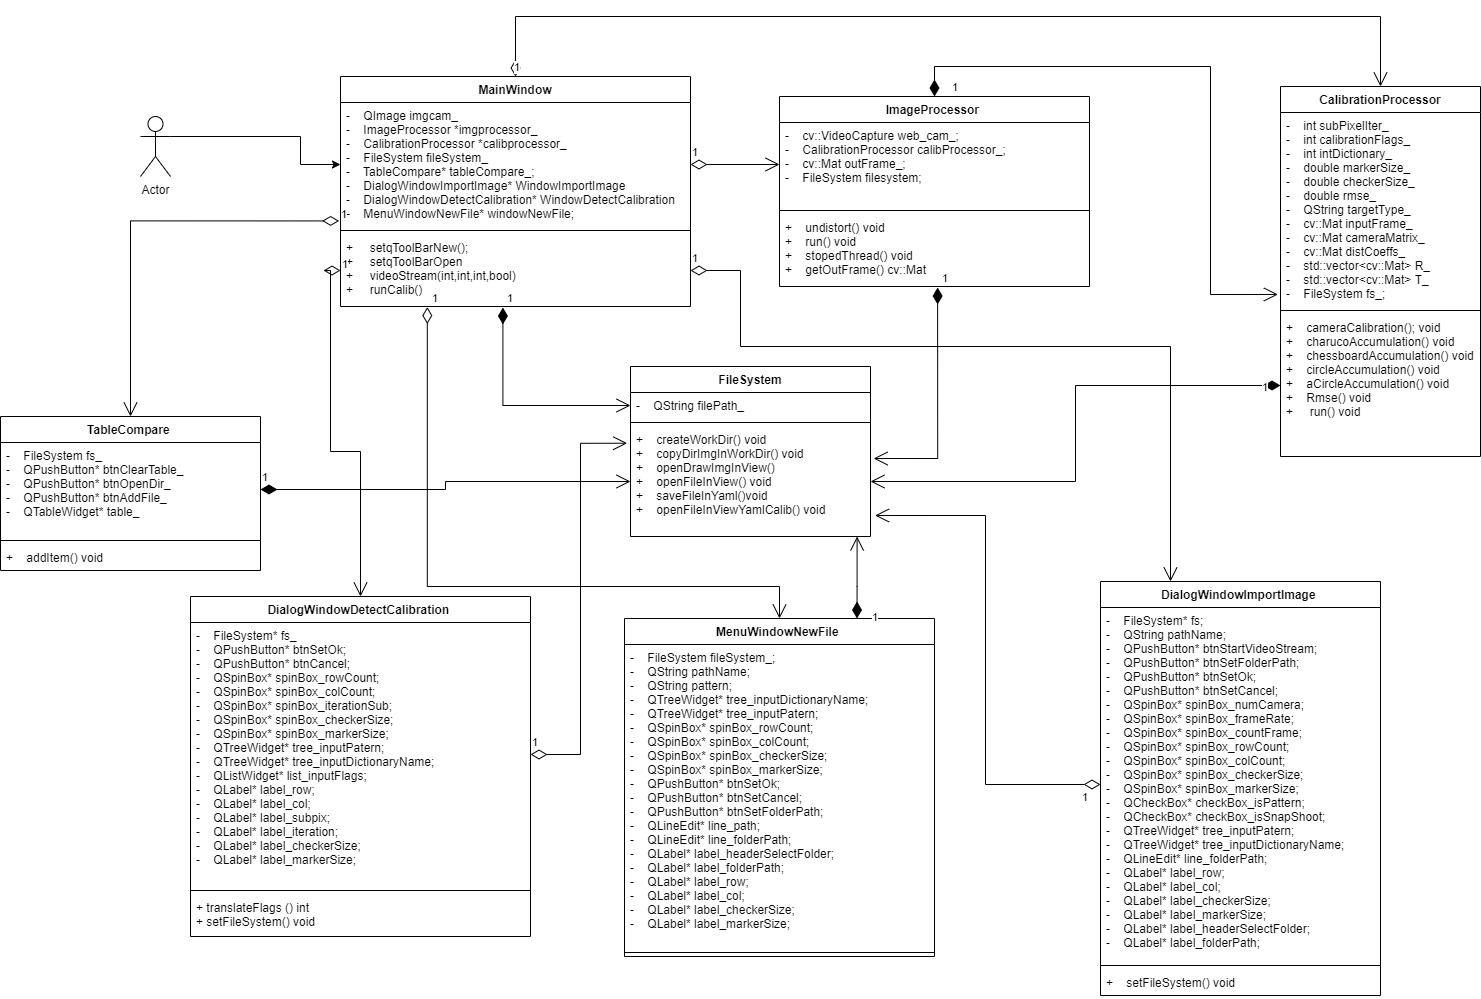 Actor
MainWindow
- QImage imgcam_
- ImageProcessor *imgprocessor_
- CalibrationProcessor *calibprocessor_
- FileSystem fileSystem_
- TableCompare* tableCompare_;
- DialogWindowImportImage* WindowImportImage
- DialogWindowDetectCalibration* WindowDetectCalibration
- MenuWindowNewFile* windowNewFile;
+ setqToolBarNew();
+ setqToolBarOpen
+ videoStream(int,int,int,bool)
+ runCalib()
1
1
1
1
1
1
1
ImageProcessor
- cv::VideoCapture web_cam_;
- CalibrationProcessor calibProcessor_;
- cv::Mat outFrame_;
- FileSystem filesystem;
+ undistort() void
+ run() void
+ stopedThread() void
+ getOutFrame() cv::Mat
1
1
CalibrationProcessor
- int subPixelIter_
- int calibrationFlags_
- int intDictionary_
- double markerSize_
- double checkerSize_
- double rmse_
- QString targetType_
- cv::Mat inputFrame_
- cv::Mat cameraMatrix_
- cv::Mat distCoeffs_
- std::vector<cv::Mat> R_
- std::vector<cv::Mat> T_
- FileSystem fs_;
+ cameraCalibration(); void
+ charucoAccumulation() void
+ chessboardAccumulation() void
+ circleAccumulation() void
+ aCircleAccumulation() void
+ Rmse() void
+ run() void
1
FileSystem
- QString filePath_
+ createWorkDir() void
+ copyDirImgInWorkDir() void
+ openDrawImgInView()
+ openFileInView() void
+ saveFileInYaml()void
+ openFileInViewYamlCalib() void
TableCompare
- FileSystem fs_
- QPushButton* btnClearTable_
- QPushButton* btnOpenDir_
- QPushButton* btnAddFile_
- QTableWidget* table_
+ addItem() void
1
DialogWindowDetectCalibration
- FileSystem* fs_
- QPushButton* btnSetOk;
- QPushButton* btnCancel;
- QSpinBox* spinBox_rowCount;
- QSpinBox* spinBox_colCount;
- QSpinBox* spinBox_iterationSub;
- QSpinBox* spinBox_checkerSize;
- QSpinBox* spinBox_markerSize;
- QTreeWidget* tree_inputPatern;
- QTreeWidget* tree_inputDictionaryName;
- QListWidget* list_inputFlags;
- QLabel* label_row;
- QLabel* label_col;
- QLabel* label_subpix;
- QLabel* label_iteration;
- QLabel* label_checkerSize;
- QLabel* label_markerSize;
+ translateFlags () int
+ setFileSystem() void
1
MenuWindowNewFile
- FileSystem fileSystem_;
- QString pathName;
- QString pattern;
- QTreeWidget* tree_inputDictionaryName;
- QTreeWidget* tree_inputPatern;
- QSpinBox* spinBox_rowCount;
- QSpinBox* spinBox_colCount;
- QSpinBox* spinBox_checkerSize;
- QSpinBox* spinBox_markerSize;
- QPushButton* btnSetOk;
- QPushButton* btnSetCancel;
- QPushButton* btnSetFolderPath;
- QLineEdit* line_path;
- QLineEdit* line_folderPath;
- QLabel* label_headerSelectFolder;
- QLabel* label_folderPath;
- QLabel* label_row;
- QLabel* label_col;
- QLabel* label_checkerSize;
- QLabel* label_markerSize;
1
DialogWindowImportImage
- FileSystem* fs;
- QString pathName;
- QPushButton* btnStartVideoStream;
- QPushButton* btnSetFolderPath;
- QPushButton* btnSetOk;
- QPushButton* btnSetCancel;
- QSpinBox* spinBox_numCamera;
- QSpinBox* spinBox_frameRate;
- QSpinBox* spinBox_countFrame;
- QSpinBox* spinBox_rowCount;
- QSpinBox* spinBox_colCount;
- QSpinBox* spinBox_checkerSize;
- QSpinBox* spinBox_markerSize;
- QCheckBox* checkBox_isPattern;
- QCheckBox* checkBox_isSnapShoot;
- QTreeWidget* tree_inputPatern;
- QTreeWidget* tree_inputDictionaryName;
- QLineEdit* line_folderPath;
- QLabel* label_row;
- QLabel* label_col;
- QLabel* label_checkerSize;
- QLabel* label_markerSize;
- QLabel* label_headerSelectFolder;
- QLabel* label_folderPath;
+ setFileSystem() void
1